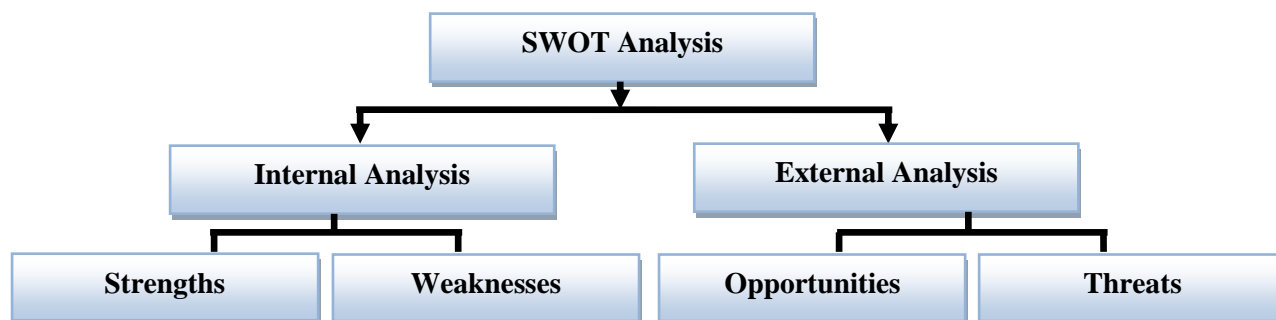 SWOT Analysis
Internal Analysis
External Analysis
Strengths
Weaknesses
Opportunities
Threats